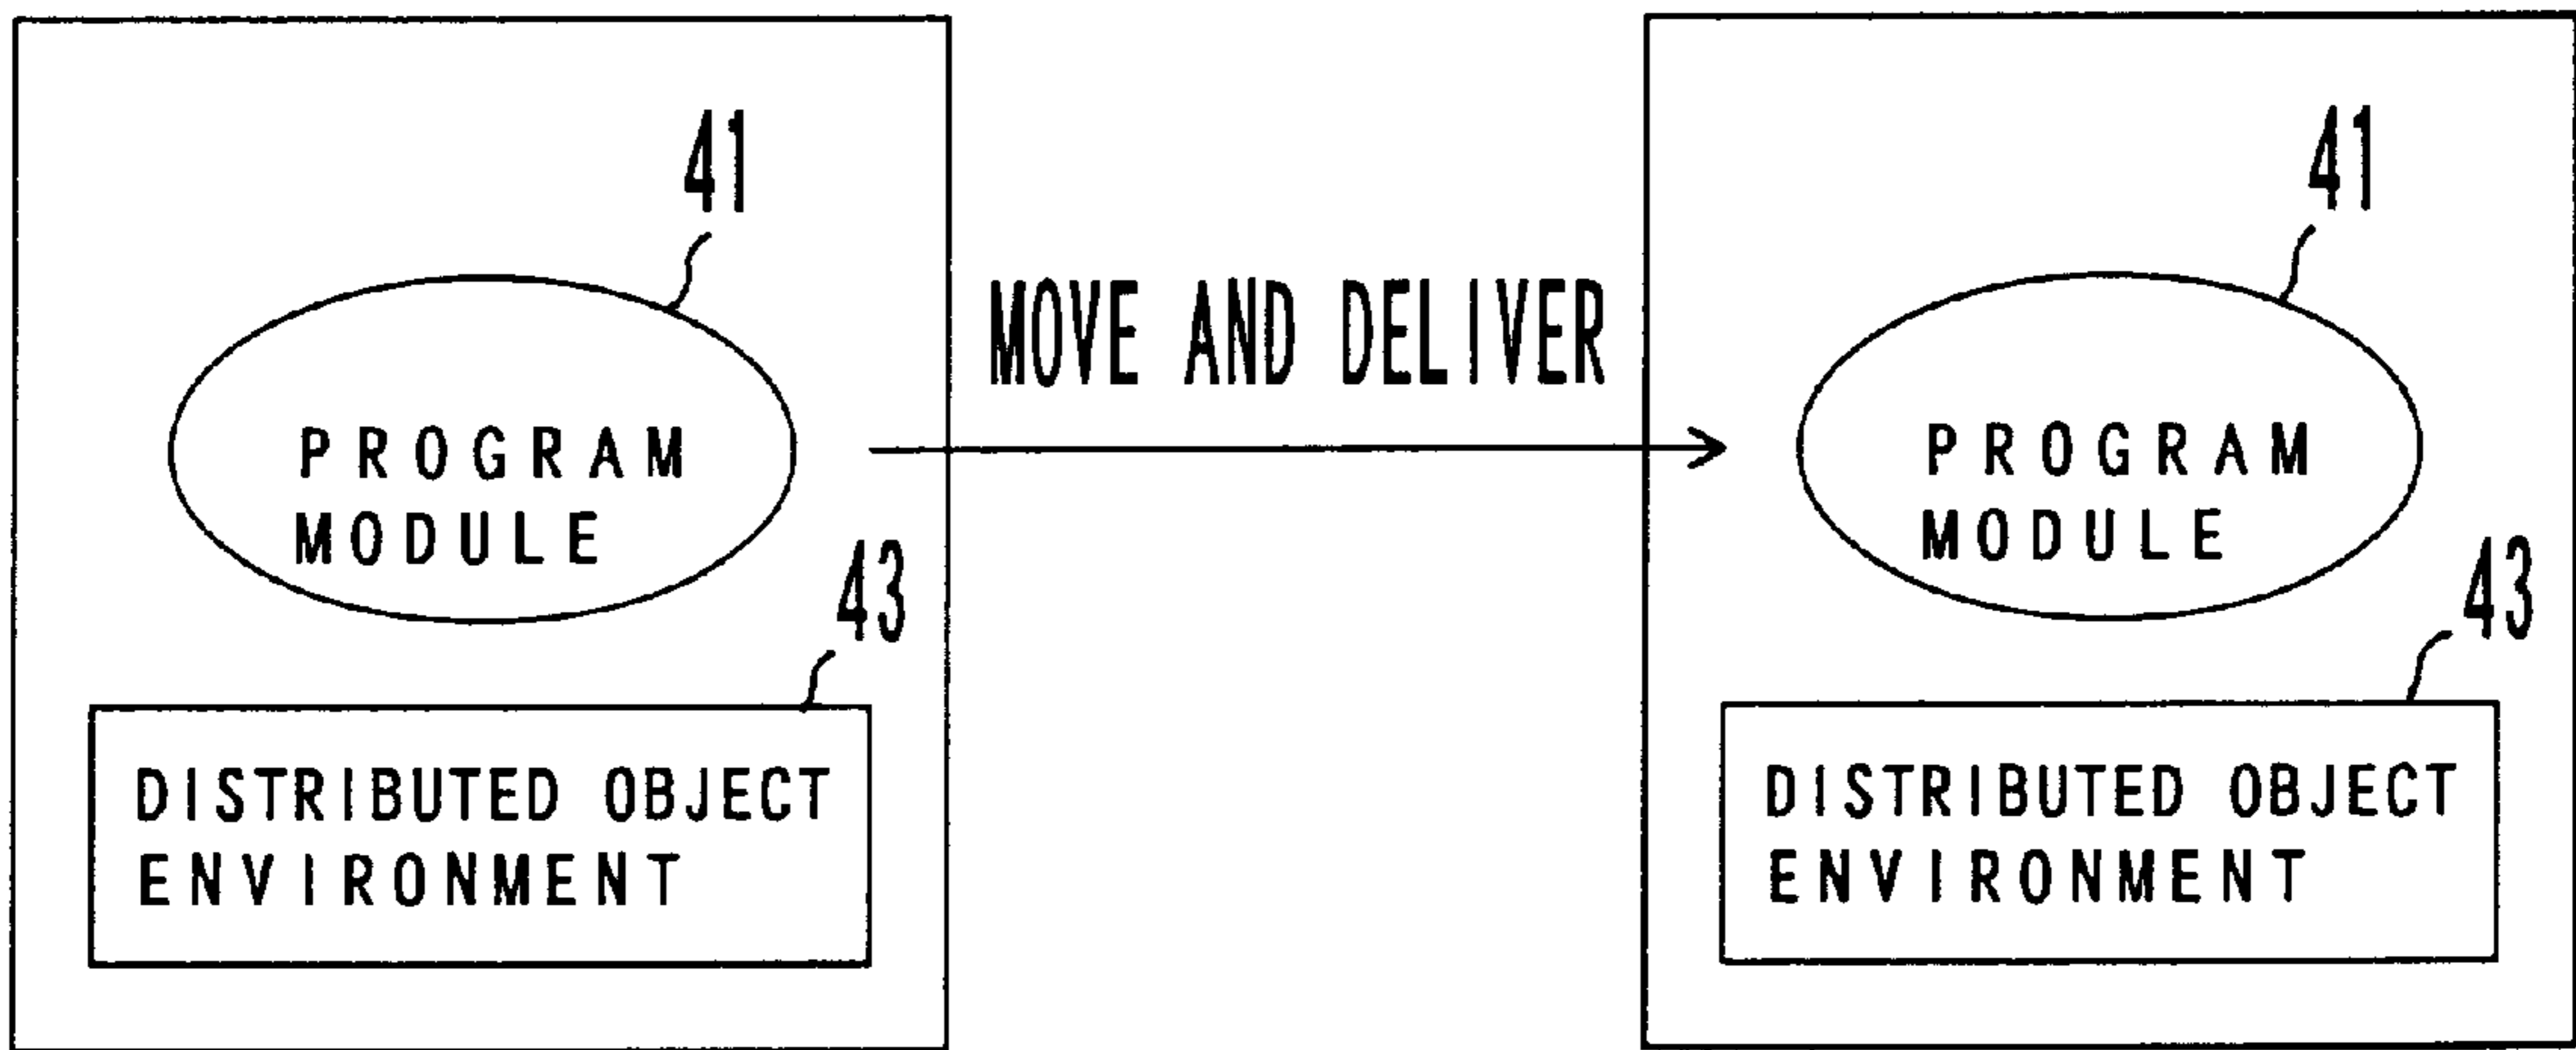 41
PROGRAM
MODULE
43
DISTRIBUTED OBJECT
ENVIRONMENT
MOVE AND DELIVER
41
PROGRAM
MODULE
43
DISTRIBUTED OBJECT
ENVIRONMENT